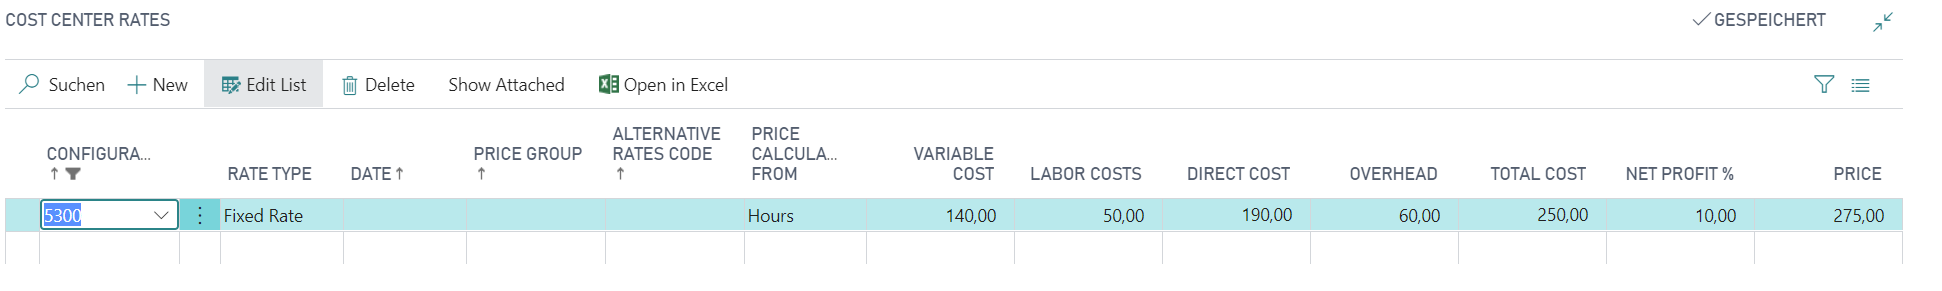 COST CENTER RATES
GESPEICHERT
Suchen New Edit List Delete Show Attached Open in Excel
CONFIGURA... RATE TYPE DATE PRICE GROUP ALTERNATIVE RATES CODE PRICE CALCULA... FROM VARIABLE COST LABOR COSTS DIRECT COST OVERHEAD TOTAL COST NET PROFIT % PRICE
5300 Fixed Rate Hours 140,00 50,00 190,00 60,00 250,00 10,00 275,00